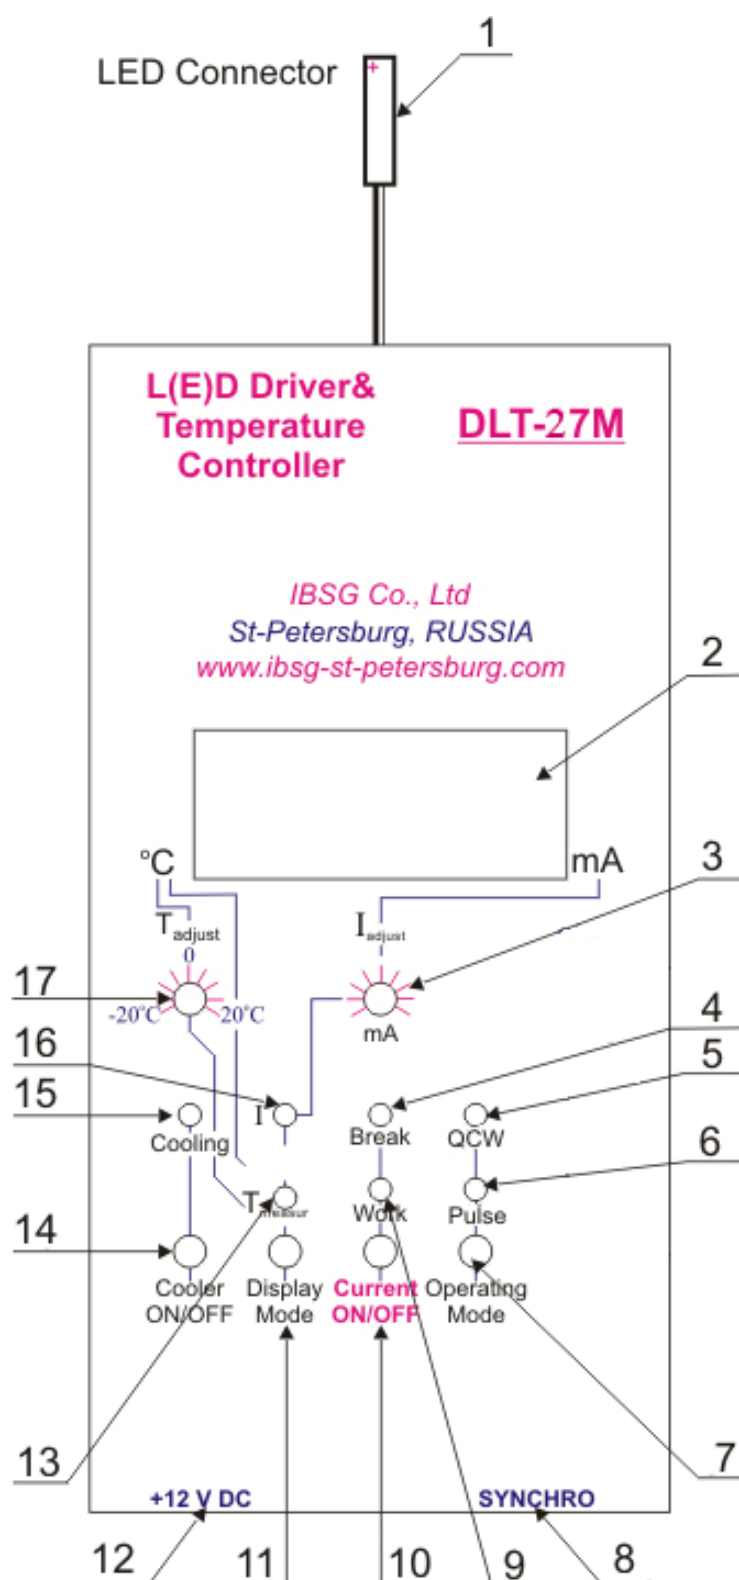 1
LED Connector
+
L(E)D Driver&
Temperature
Controller
DLT-27M
IBSG Co., Ltd
St-Petersburg, RUSSIA
www.ibsg-st-petersburg.com
2
°C
mA
3
T adjust
I adjust
0
17
-20°C
20°C
mA
4
16
5
15
I
Cooling
Break
QCW
6
T
Work
Pulse
14
Cooler
ON/OFF
Display
Mode
Current
ON/OFF
Operating
Mode
13
7
+12 V DC
SYNCHRO
12
11
10
9
8